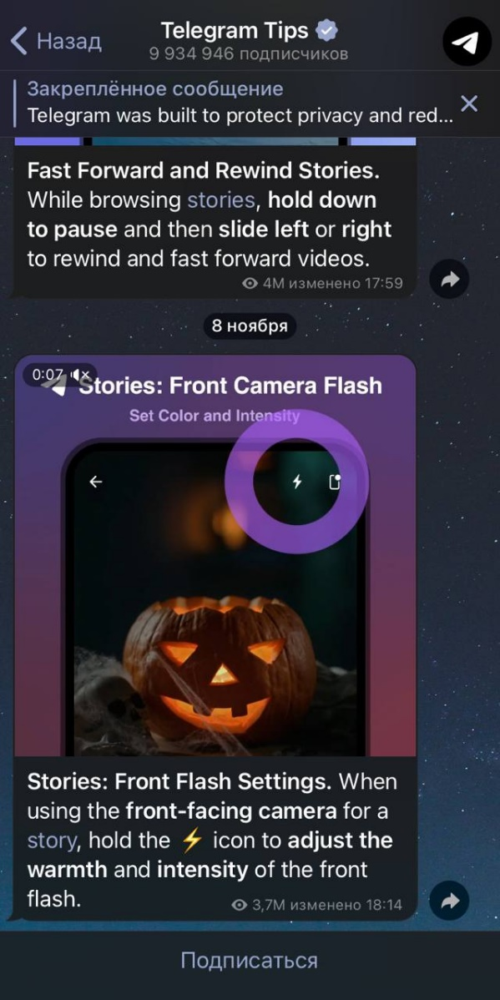 Назад
Telegram Tips
9 934 946 подписчиков
Закреплённое сообщение
Telegram was built to protect privacy and red...
Fast Forward and Rewind Stories.
While browsing stories, hold down
to pause and then slide left or right
to rewind and fast forward videos.
4M изменено 17:59
8 ноября
0:07
Stories: Front Camera Flash
Set Color and Intensity
Stories: Front Flash Settings. When
using the front-facing camera for a
story, hold the ⚡ icon to adjust the
warmth and intensity of the front
flash.
3,7M изменено 18:14
Подписаться